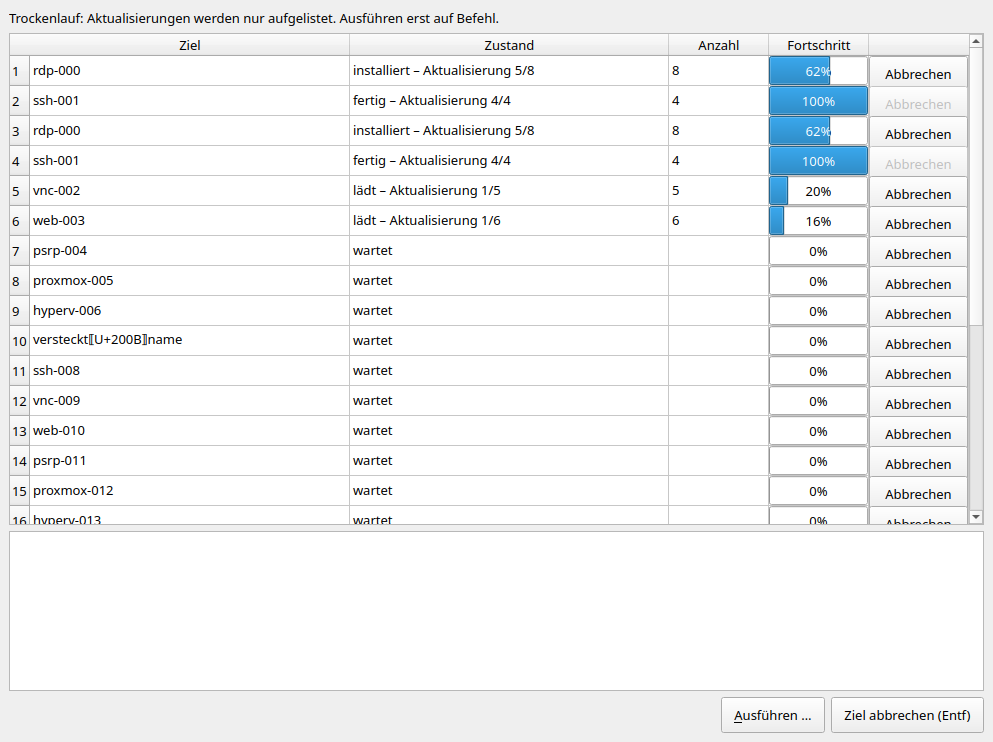 Trockenlauf: Aktualisierungen werden nur aufgelistet. Ausführen erst auf Befehl.
Ziel Zustand Anzahl Fortschritt
1 rdp-000 installiert – Aktualisierung 5/8 8 62% Abbrechen
2 ssh-001 fertig – Aktualisierung 4/4 4 100% Abbrechen
3 rdp-000 installiert – Aktualisierung 5/8 8 62% Abbrechen
4 ssh-001 fertig – Aktualisierung 4/4 4 100% Abbrechen
5 vnc-002 lädt – Aktualisierung 1/5 5 20% Abbrechen
6 web-003 lädt – Aktualisierung 1/6 6 16% Abbrechen
7 psrp-004 wartet 0% Abbrechen
8 proxmox-005 wartet 0% Abbrechen
9 hyperv-006 wartet 0% Abbrechen
10 versteckt⟦U+200B⟧name wartet 0% Abbrechen
11 ssh-008 wartet 0% Abbrechen
12 vnc-009 wartet 0% Abbrechen
13 web-010 wartet 0% Abbrechen
14 psrp-011 wartet 0% Abbrechen
15 proxmox-012 wartet 0% Abbrechen
16 hyperv-013 wartet 0% Abbrechen
Ausführen ... Ziel abbrechen (Entf)